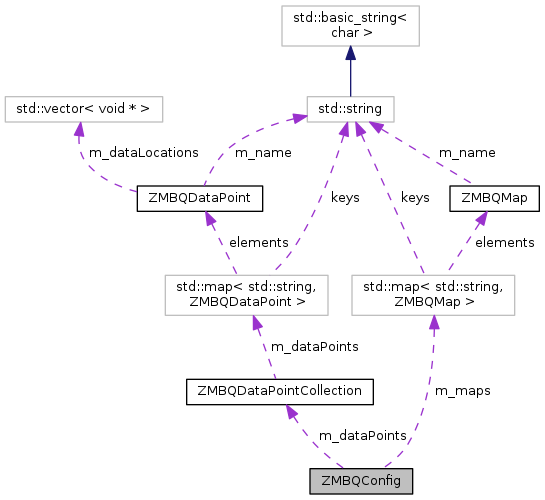 std::basic_string<
char >
std::vector< void * >
std::string
m_dataLocations
m_name
m_name
ZMBQDataPoint
keys
keys
ZMBQMap
elements
elements
std::map< std::string,
ZMBQDataPoint >
std::map< std::string,
ZMBQMap >
m_dataPoints
ZMBQDataPointCollection
m_maps
m_dataPoints
ZMBQConfig